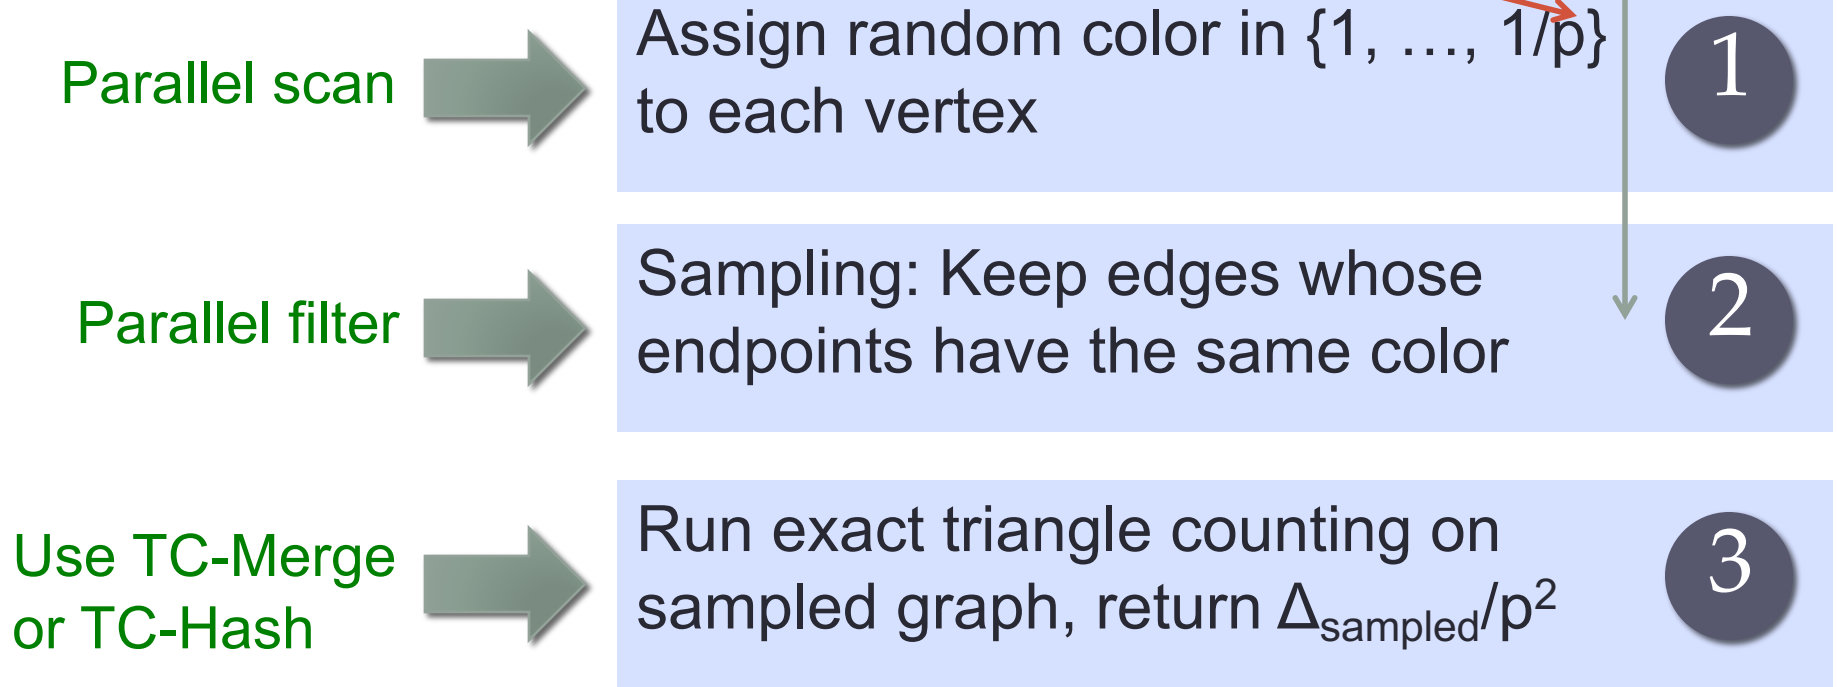 Parallel scan
Assign random color in {1, …, 1/p}
to each vertex
1
Parallel filter
Sampling: Keep edges whose
endpoints have the same color
2
Use TC-Merge
or TC-Hash
Run exact triangle counting on
sampled graph, return Δsampled/p²
3